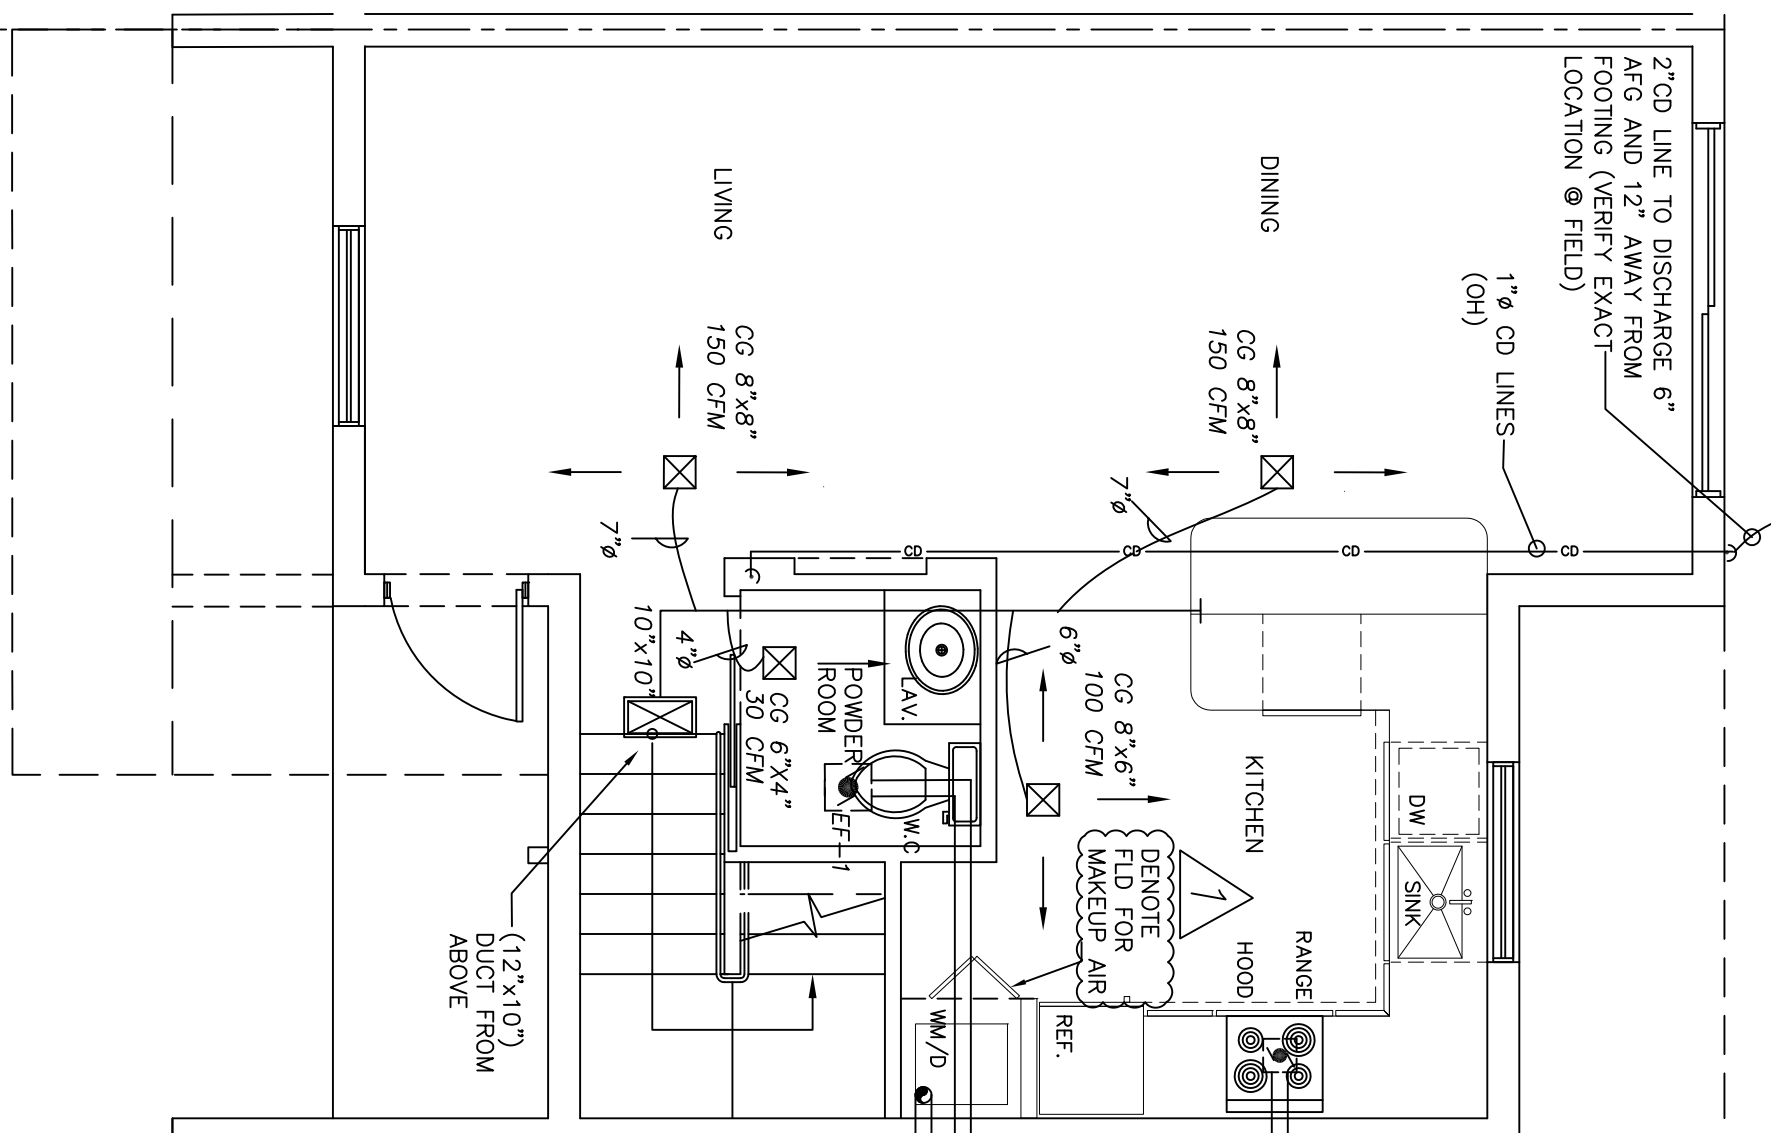 2"CD LINE TO DISCHARGE 6"
AFG AND 12" AWAY FROM
FOOTING (VERIFY EXACT
LOCATION @ FIELD)
1"ø CD LINES
(OH)
DINING
LIVING
CG 8"x8"
150 CFM
CG 8"x8"
150 CFM
7"ø
7"ø
CD
CD
CD
CD
6"ø
4"ø
10"x10"
CG 8"x6"
100 CFM
CG 6"X4"
30 CFM
LAV.
POWDER
ROOM
W.C
EF-1
KITCHEN
DW
SINK
RANGE
HOOD
REF.
WM/D
1
DENOTE
FLD FOR
MAKEUP AIR
(12"x10")
DUCT FROM
ABOVE